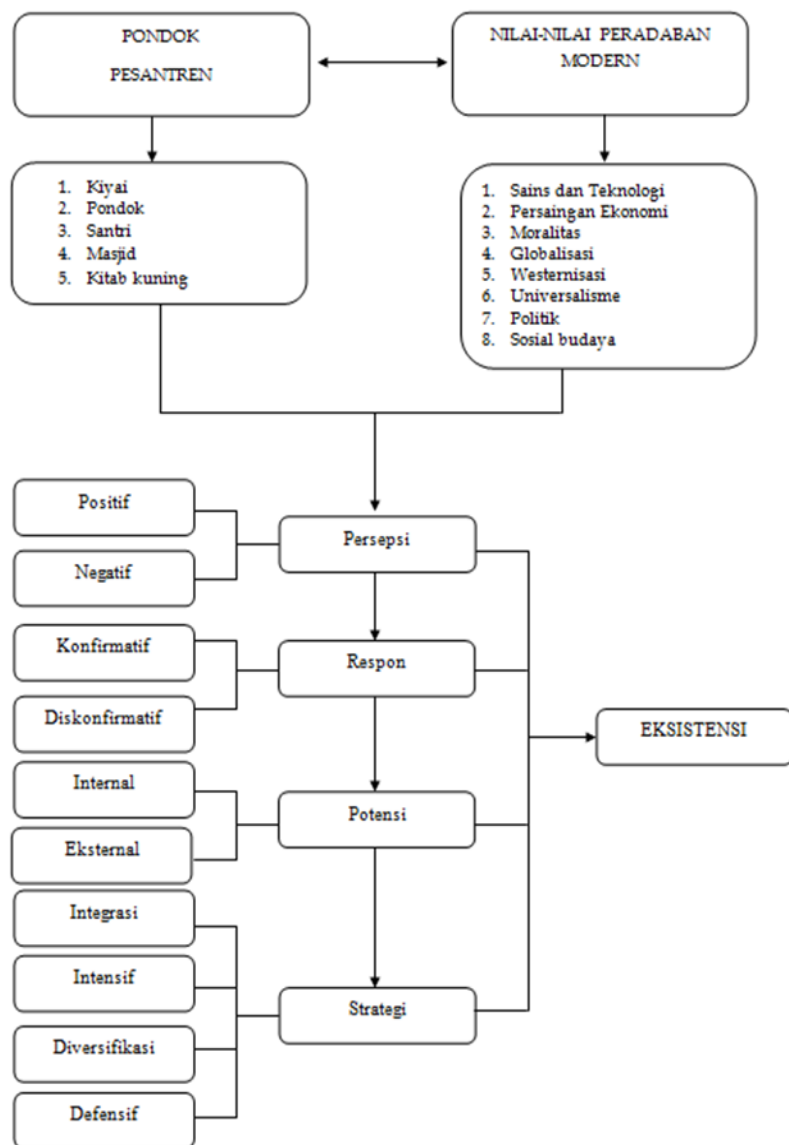 PONDOK
PESANTREN
NILAI-NILAI PERADABAN
MODERN
1. Kiyai
2. Pondok
3. Santri
4. Masjid
5. Kitab kuning
1. Sains dan Teknologi
2. Persaingan Ekonomi
3. Moralitas
4. Globalisasi
5. Westernisasi
6. Universalisme
7. Politik
8. Sosial budaya
Positif
Negatif
Persepsi
Konfirmatif
Diskonfirmatif
Respon
EKSISTENSI
Internal
Eksternal
Potensi
Integrasi
Intensif
Diversifikasi
Defensif
Strategi